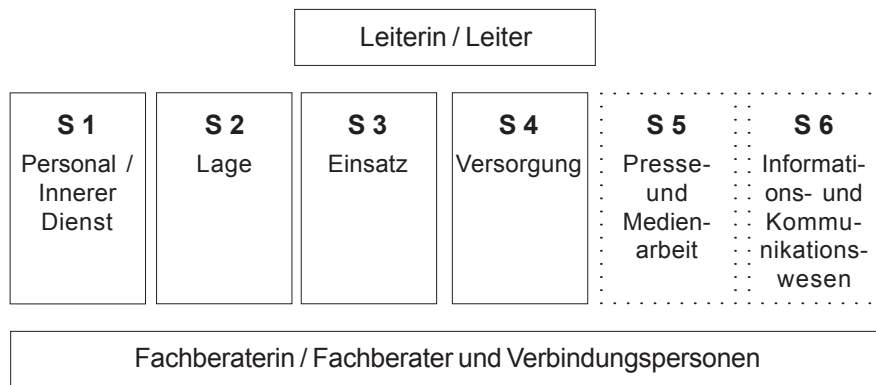 Leiterin / Leiter
S 1
Personal /
Innerer
Dienst
S 2
Lage
S 3
Einsatz
S 4
Versorgung
S 5
Presse-
und
Medien-
arbeit
S 6
Informati-
ons- und
Kommu-
nikations-
wesen
Fachberaterin / Fachberater und Verbindungspersonen